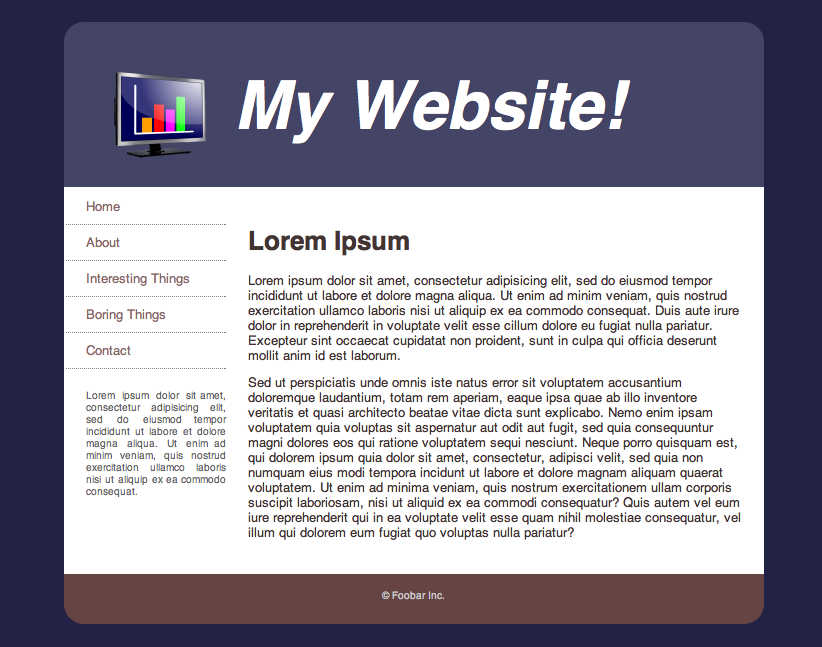 My Website!
Home
About
Interesting Things
Boring Things
Contact
Lorem ipsum dolor sit amet,
consectetur adipisicing elit,
sed do eiusmod tempor
incididunt ut labore et dolore
magna aliqua. Ut enim ad
minim veniam, quis nostrud
exercitation ullamco laboris
nisi ut aliquip ex ea commodo
consequat.
Lorem Ipsum
Lorem ipsum dolor sit amet, consectetur adipisicing elit, sed do eiusmod tempor
incididunt ut labore et dolore magna aliqua. Ut enim ad minim veniam, quis nostrud
exercitation ullamco laboris nisi ut aliquip ex ea commodo consequat. Duis aute irure
dolor in reprehenderit in voluptate velit esse cillum dolore eu fugiat nulla pariatur.
Excepteur sint occaecat cupidatat non proident, sunt in culpa qui officia deserunt
mollit anim id est laborum.
Sed ut perspiciatis unde omnis iste natus error sit voluptatem accusantium
doloremque laudantium, totam rem aperiam, eaque ipsa quae ab illo inventore
veritatis et quasi architecto beatae vitae dicta sunt explicabo. Nemo enim ipsam
voluptatem quia voluptas sit aspernatur aut odit aut fugit, sed quia consequuntur
magni dolores eos qui ratione voluptatem sequi nesciunt. Neque porro quisquam est,
qui dolorem ipsum quia dolor sit amet, consectetur, adipisci velit, sed quia non
numquam eius modi tempora incidunt ut labore et dolore magnam aliquam quaerat
voluptatem. Ut enim ad minima veniam, quis nostrum exercitationem ullam corporis
suscipit laboriosam, nisi ut aliquid ex ea commodi consequatur? Quis autem vel eum
iure reprehenderit qui in ea voluptate velit esse quam nihil molestiae consequatur, vel
illum qui dolorem eum fugiat quo voluptas nulla pariatur?
© Foobar Inc.